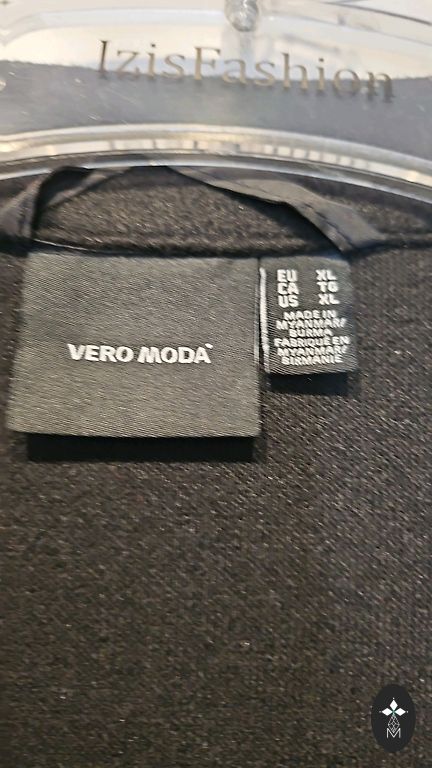 IzisFashion
VERO MODA
EU XL
CA TG
US XL
MADE IN
MYANMAR/
BURMA
FABRIQUÉ EN
MYANMAR/
BIRMANIE
M